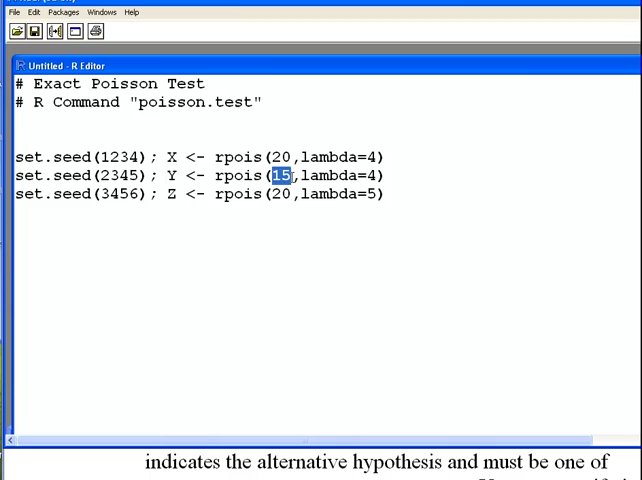 File Edit Packages Windows Help
Untitled - R Editor
# Exact Poisson Test
# R Command "poisson.test"
set.seed(1234); X <- rpois(20,lambda=4)
set.seed(2345); Y <- rpois(15,lambda=4)
set.seed(3456); Z <- rpois(20,lambda=5)
indicates the alternative hypothesis and must be one of